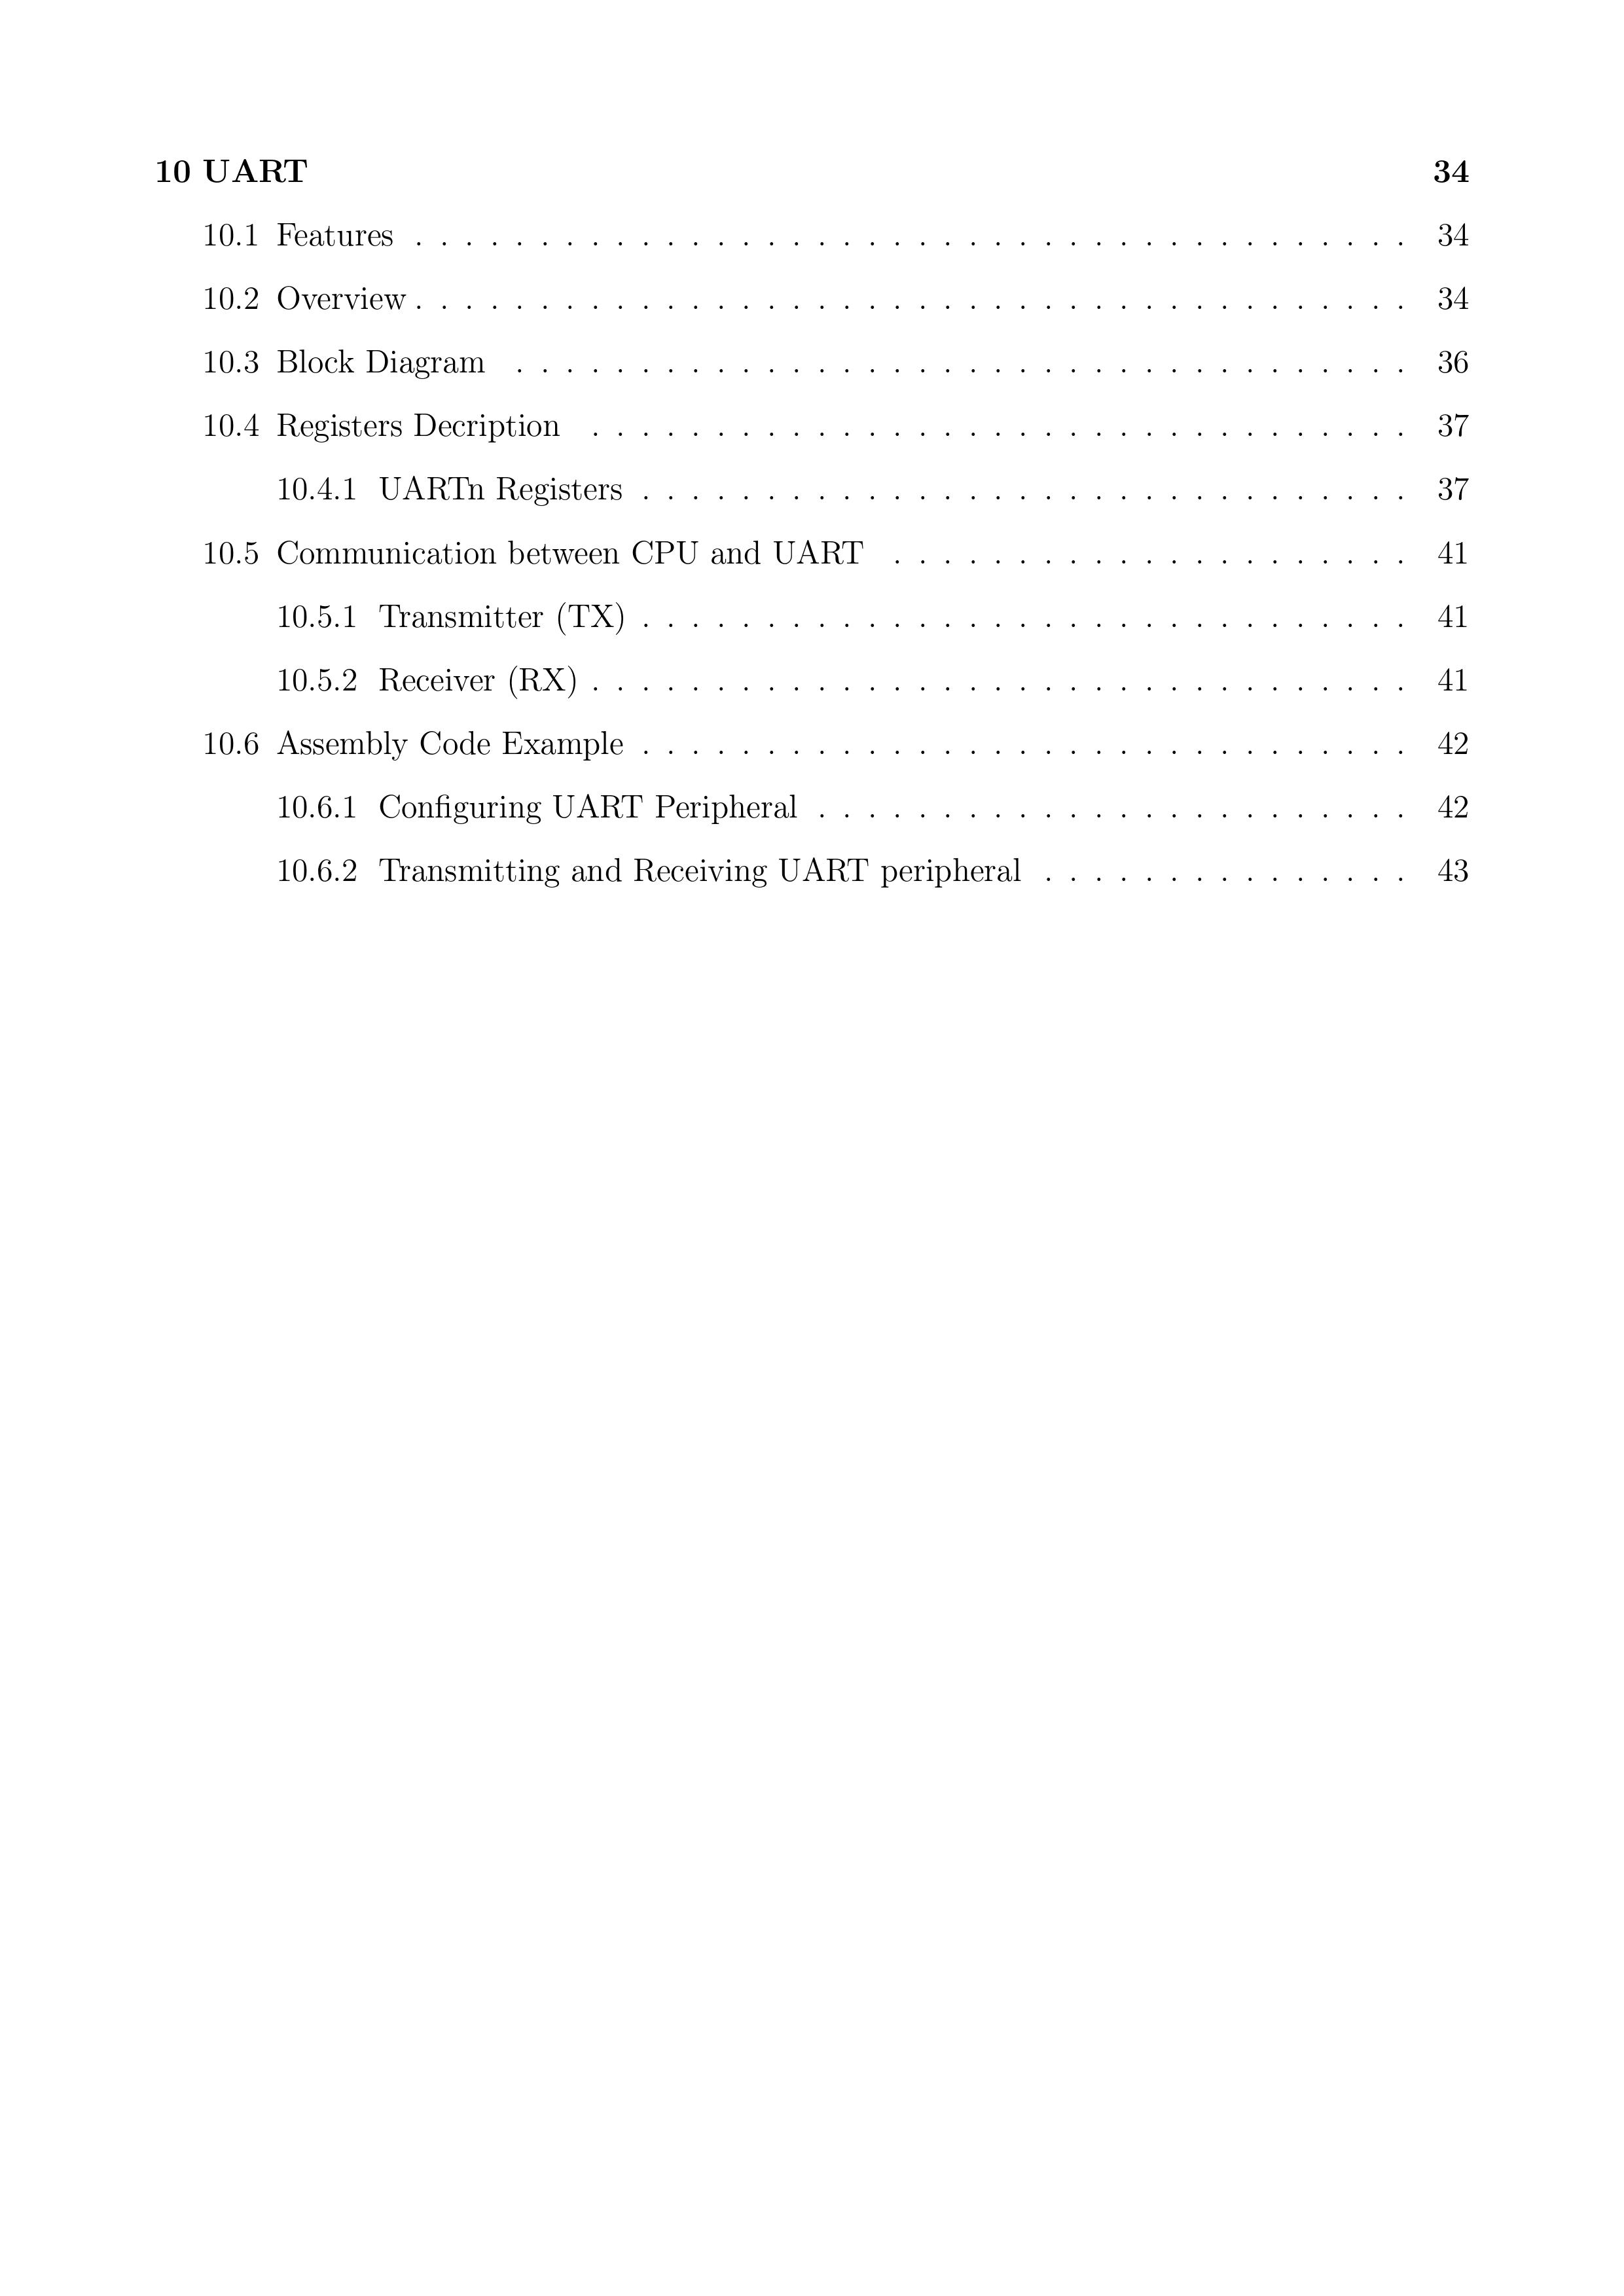 10 UART 34
10.1 Features . . . . . . . . . . . . . . . . . . . . . . . . . . . . . . . . . . . . . . . . 34
10.2 Overview . . . . . . . . . . . . . . . . . . . . . . . . . . . . . . . . . . . . . . . . 34
10.3 Block Diagram . . . . . . . . . . . . . . . . . . . . . . . . . . . . . . . . . . . . 36
10.4 Registers Decription . . . . . . . . . . . . . . . . . . . . . . . . . . . . . . . . . 37
10.4.1 UARTn Registers . . . . . . . . . . . . . . . . . . . . . . . . . . . . . . . 37
10.5 Communication between CPU and UART . . . . . . . . . . . . . . . . . . . . . 41
10.5.1 Transmitter (TX) . . . . . . . . . . . . . . . . . . . . . . . . . . . . . . . 41
10.5.2 Receiver (RX) . . . . . . . . . . . . . . . . . . . . . . . . . . . . . . . . . 41
10.6 Assembly Code Example . . . . . . . . . . . . . . . . . . . . . . . . . . . . . . . 42
10.6.1 Configuring UART Peripheral . . . . . . . . . . . . . . . . . . . . . . . . 42
10.6.2 Transmitting and Receiving UART peripheral . . . . . . . . . . . . . . . 43